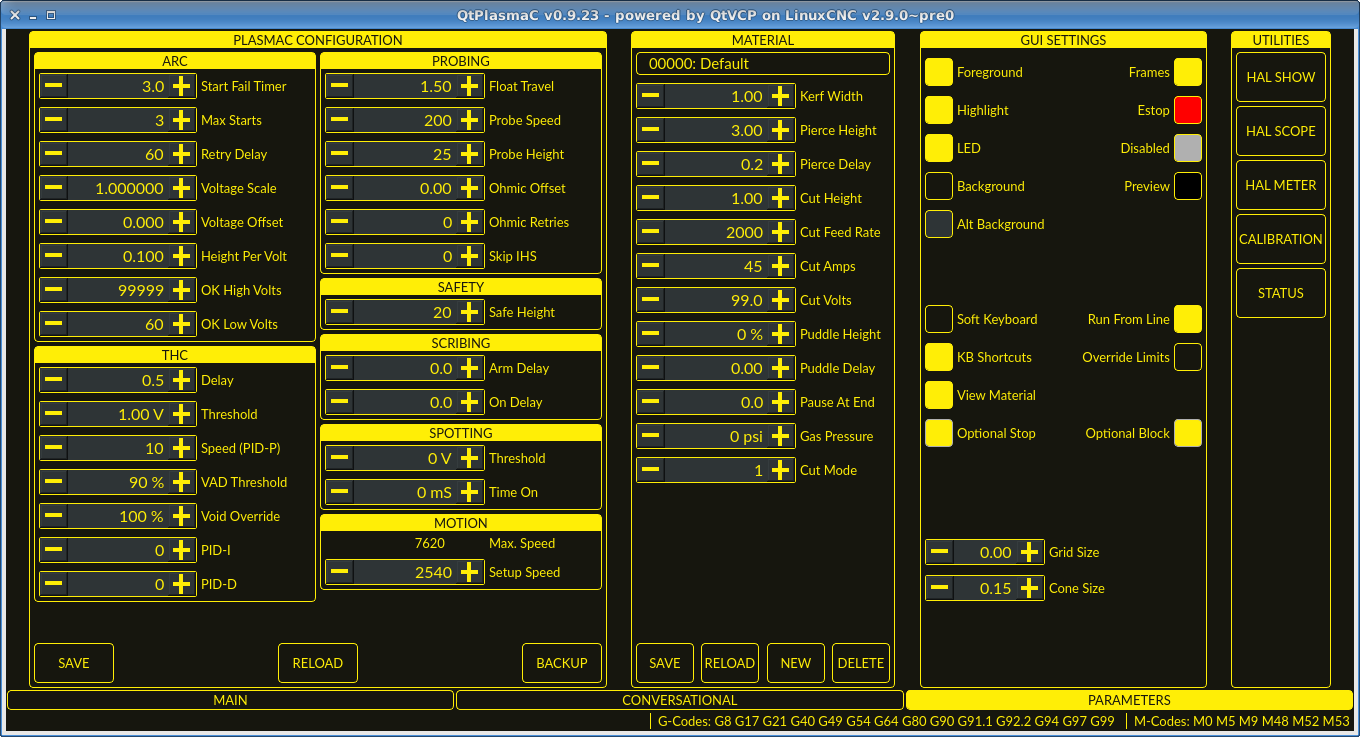 QtPlasmaC v0.9.23 - powered by QtVCP on LinuxCNC v2.9.0~pre0
PLASMAC CONFIGURATION
ARC
3.0 Start Fail Timer
3 Max Starts
60 Retry Delay
1.000000 Voltage Scale
0.000 Voltage Offset
0.100 Height Per Volt
99999 OK High Volts
60 OK Low Volts
THC
0.5 Delay
1.00 V Threshold
10 Speed (PID-P)
90 % VAD Threshold
100 % Void Override
0 PID-I
0 PID-D
PROBING
1.50 Float Travel
200 Probe Speed
25 Probe Height
0.00 Ohmic Offset
0 Ohmic Retries
0 Skip IHS
SAFETY
20 Safe Height
SCRIBING
0.0 Arm Delay
0.0 On Delay
SPOTTING
0 V Threshold
0 mS Time On
MOTION
7620 Max. Speed
2540 Setup Speed
SAVE RELOAD BACKUP
MATERIAL
00000: Default
1.00 Kerf Width
3.00 Pierce Height
0.2 Pierce Delay
1.00 Cut Height
2000 Cut Feed Rate
45 Cut Amps
99.0 Cut Volts
0 % Puddle Height
0.00 Puddle Delay
0.0 Pause At End
0 psi Gas Pressure
1 Cut Mode
SAVE RELOAD NEW DELETE
GUI SETTINGS
Foreground Frames
Highlight Estop
LED Disabled
Background Preview
Alt Background
Soft Keyboard Run From Line
KB Shortcuts Override Limits
View Material
Optional Stop Optional Block
0.00 Grid Size
0.15 Cone Size
UTILITIES
HAL SHOW
HAL SCOPE
HAL METER
CALIBRATION
STATUS
MAIN CONVERSATIONAL PARAMETERS
G-Codes: G8 G17 G21 G40 G49 G54 G64 G80 G90 G91.1 G92.2 G94 G97 G99 M-Codes: M0 M5 M9 M48 M52 M53